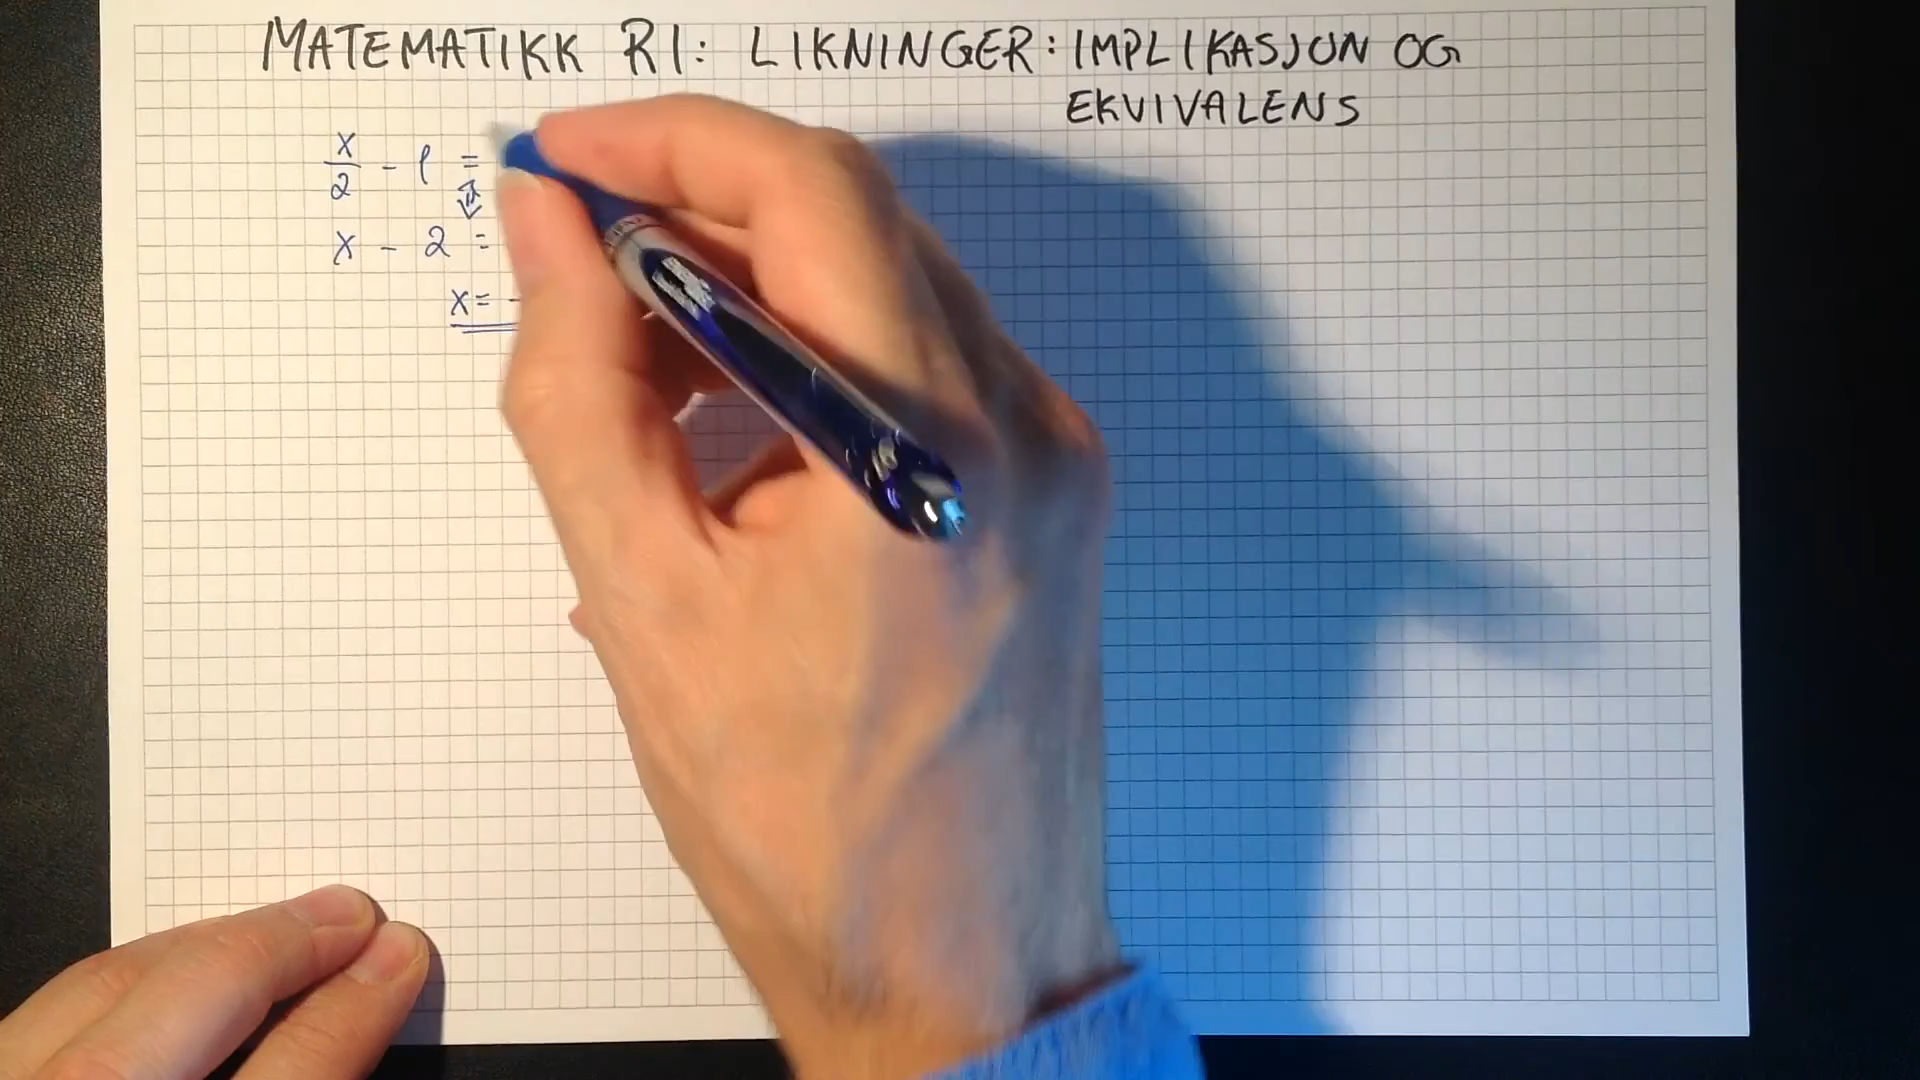 MATEMATIKK R1: LIKNINGER: IMPLIKASJON OG
EKVIVALENS
x/2 - 1 =
⇕
x - 2 =
x = -